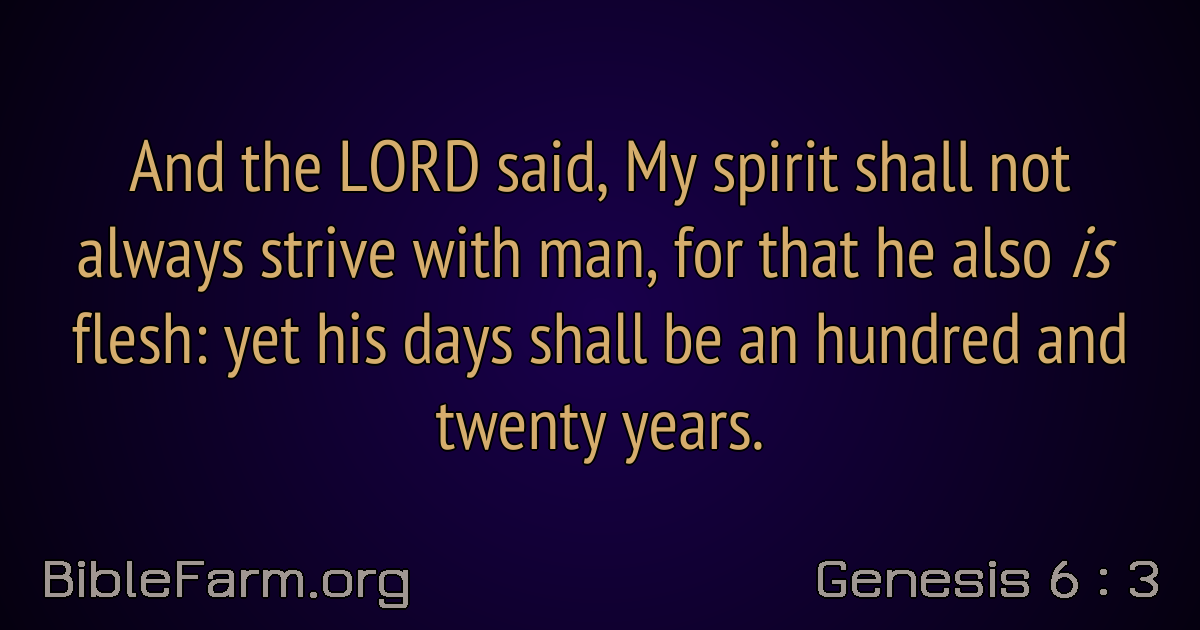 And the LORD said, My spirit shall not
always strive with man, for that he also is
flesh: yet his days shall be an hundred and
twenty years.
BibleFarm.org
Genesis 6 : 3